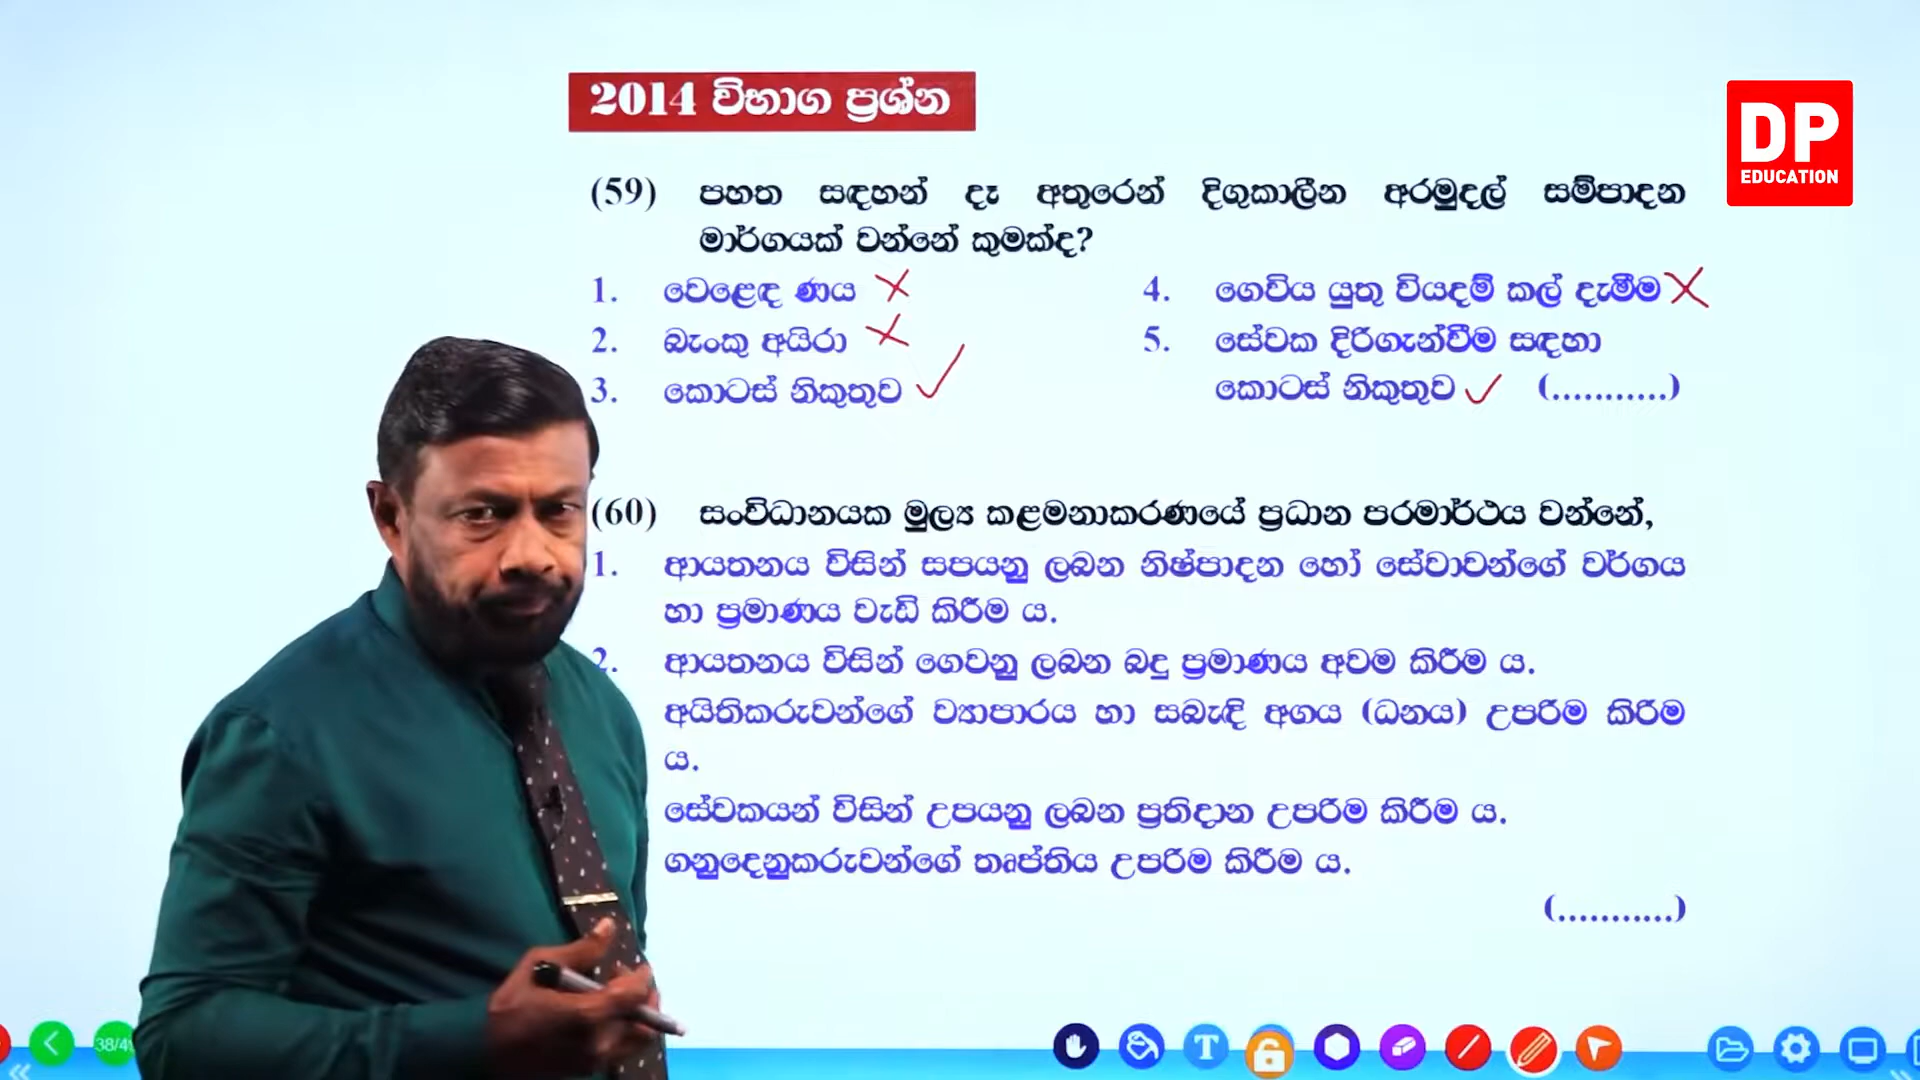 2014 විභාග ප්‍රශ්න
DP
EDUCATION
(59) පහත සඳහන් දෑ අතුරෙන් දිගුකාලීන අරමුදල් සම්පාදන
මාර්ගයක් වන්නේ කුමක්ද?
1. වෙළෙඳ ණය
2. බැංකු අයිරා
3. කොටස් නිකුතුව
4. ගෙවිය යුතු වියදම් කල් දැමීම
5. සේවක දිරිගැන්වීම සඳහා
කොටස් නිකුතුව (...........)
(60) සංවිධානයක මුල්‍ය කළමනාකරණයේ ප්‍රධාන පරමාර්ථය වන්නේ,
1. ආයතනය විසින් සපයනු ලබන නිෂ්පාදන හෝ සේවාවන්ගේ වර්ගය
හා ප්‍රමාණය වැඩි කිරීම ය.
2. ආයතනය විසින් ගෙවනු ලබන බදු ප්‍රමාණය අවම කිරීම ය.
අයිතිකරුවන්ගේ ව්‍යාපාරය හා සබැඳි අගය (ධනය) උපරිම කිරිම
ය.
සේවකයන් විසින් උපයනු ලබන ප්‍රතිදාන උපරිම කිරීම ය.
ගනුදෙනුකරුවන්ගේ තෘප්තිය උපරිම කිරීම ය.
(...........)
T